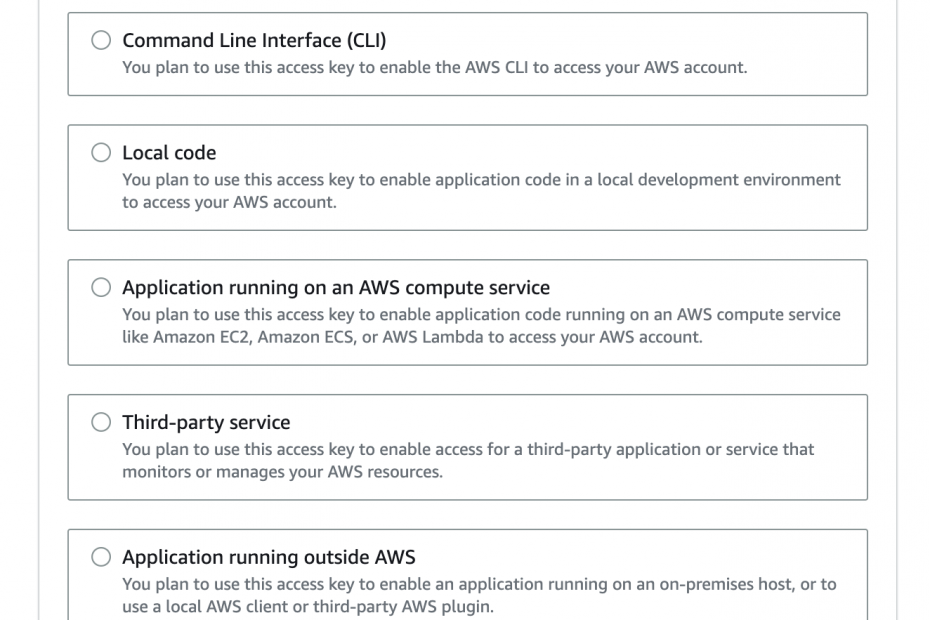 Command Line Interface (CLI)
You plan to use this access key to enable the AWS CLI to access your AWS account.
Local code
You plan to use this access key to enable application code in a local development environment
to access your AWS account.
Application running on an AWS compute service
You plan to use this access key to enable application code running on an AWS compute service
like Amazon EC2, Amazon ECS, or AWS Lambda to access your AWS account.
Third-party service
You plan to use this access key to enable access for a third-party application or service that
monitors or manages your AWS resources.
Application running outside AWS
You plan to use this access key to enable an application running on an on-premises host, or to
use a local AWS client or third-party AWS plugin.